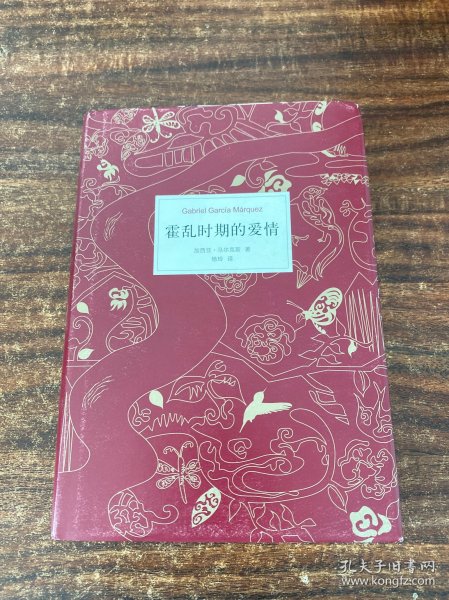 Gabriel García Márquez
霍乱时期的爱情
加西亚·马尔克斯 著
杨玲 译
孔夫子旧书网
www.kongfz.com